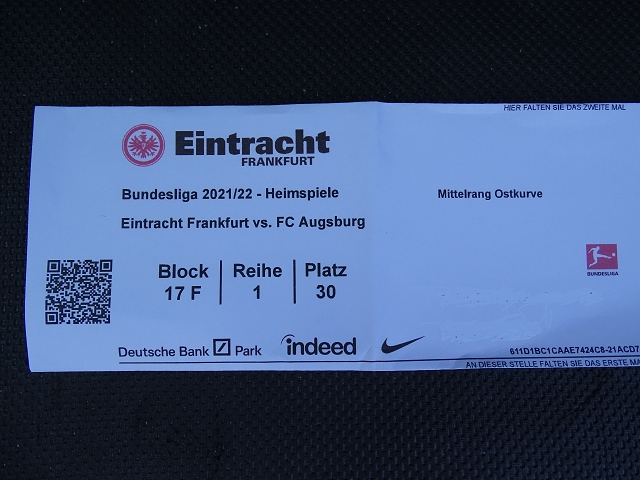 HIER FALTEN SIE DAS ZWEITE MAL
Eintracht
FRANKFURT
Bundesliga 2021/22 - Heimspiele
Mittelrang Ostkurve
Eintracht Frankfurt vs. FC Augsburg
BUNDESLIGA
Block Reihe Platz
17 F 1 30
Deutsche Bank Park indeed
611D1BC1CAAE7424C8-21ACD7
AN DIESER STELLE FALTEN SIE DAS ERSTE MA